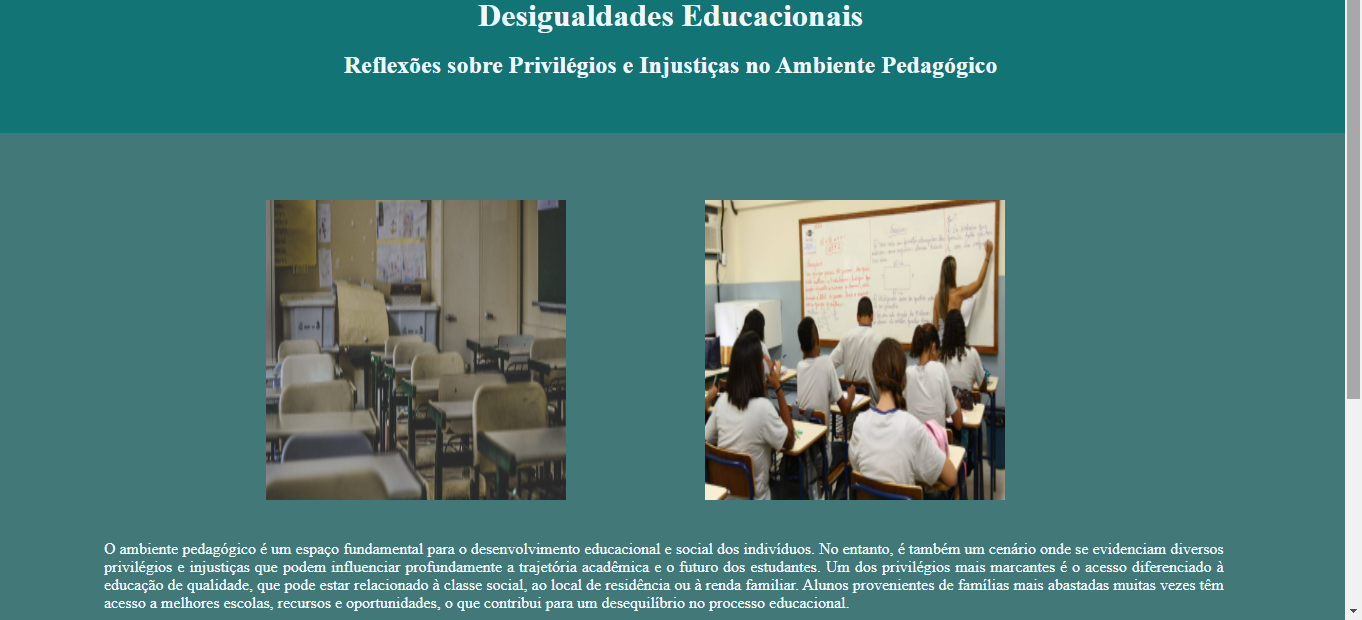 Desigualdades Educacionais
Reflexões sobre Privilégios e Injustiças no Ambiente Pedagógico
O ambiente pedagógico é um espaço fundamental para o desenvolvimento educacional e social dos indivíduos. No entanto, é também um cenário onde se evidenciam diversos
privilégios e injustiças que podem influenciar profundamente a trajetória acadêmica e o futuro dos estudantes. Um dos privilégios mais marcantes é o acesso diferenciado à
educação de qualidade, que pode estar relacionado à classe social, ao local de residência ou à renda familiar. Alunos provenientes de famílias mais abastadas muitas vezes têm
acesso a melhores escolas, recursos e oportunidades, o que contribui para um desequilíbrio no processo educacional.